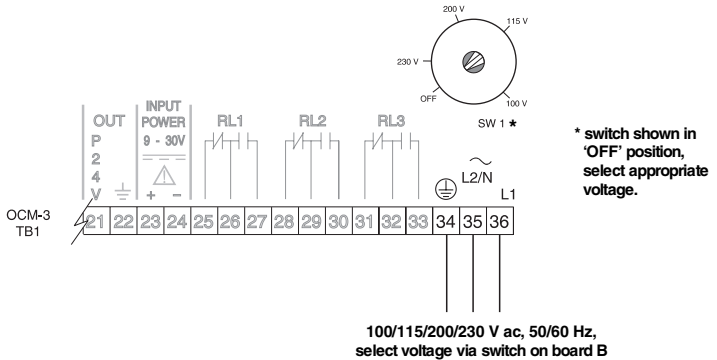 200 V
115 V
230 V
OFF
100 V
SW 1 *
* switch shown in
‘OFF’ position,
select appropriate
voltage.
OUT
P
2
4
V
INPUT
POWER
9 - 30V
+ -
RL1
RL2
RL3
L2/N
L1
OCM-3
TB1
21 22 23 24 25 26 27 28 29 30 31 32 33 34 35 36
100/115/200/230 V ac, 50/60 Hz,
select voltage via switch on board B